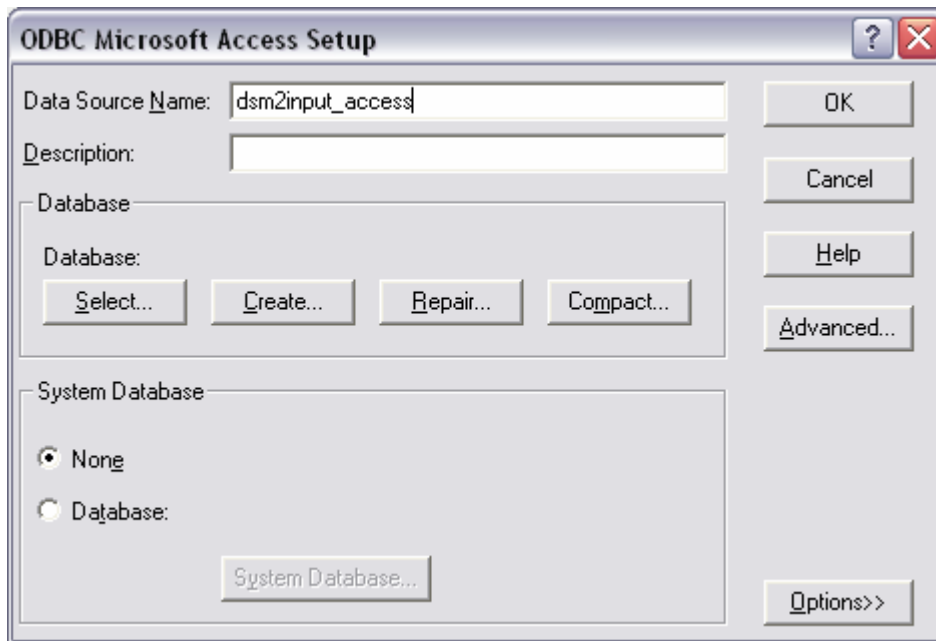 ODBC Microsoft Access Setup
Data Source Name: dsm2input_access
OK
Description:
Cancel
Database
Database:
Help
Select... Create... Repair... Compact...
Advanced...
System Database
None
Database:
System Database...
Options>>